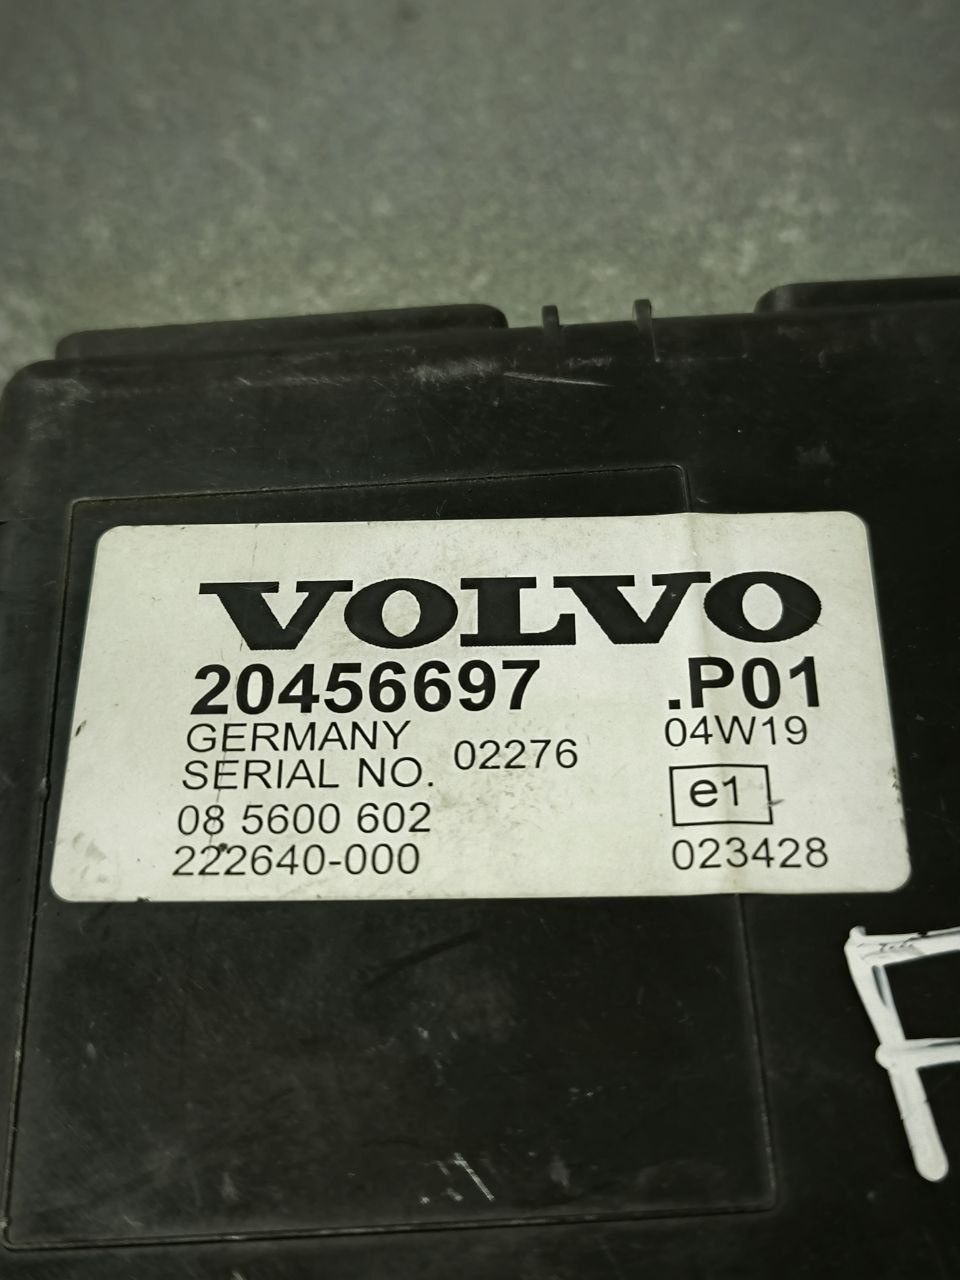 VOLVO
20456697 .P01
GERMANY 04W19
SERIAL NO. 02276
08 5600 602 e1
222640-000 023428